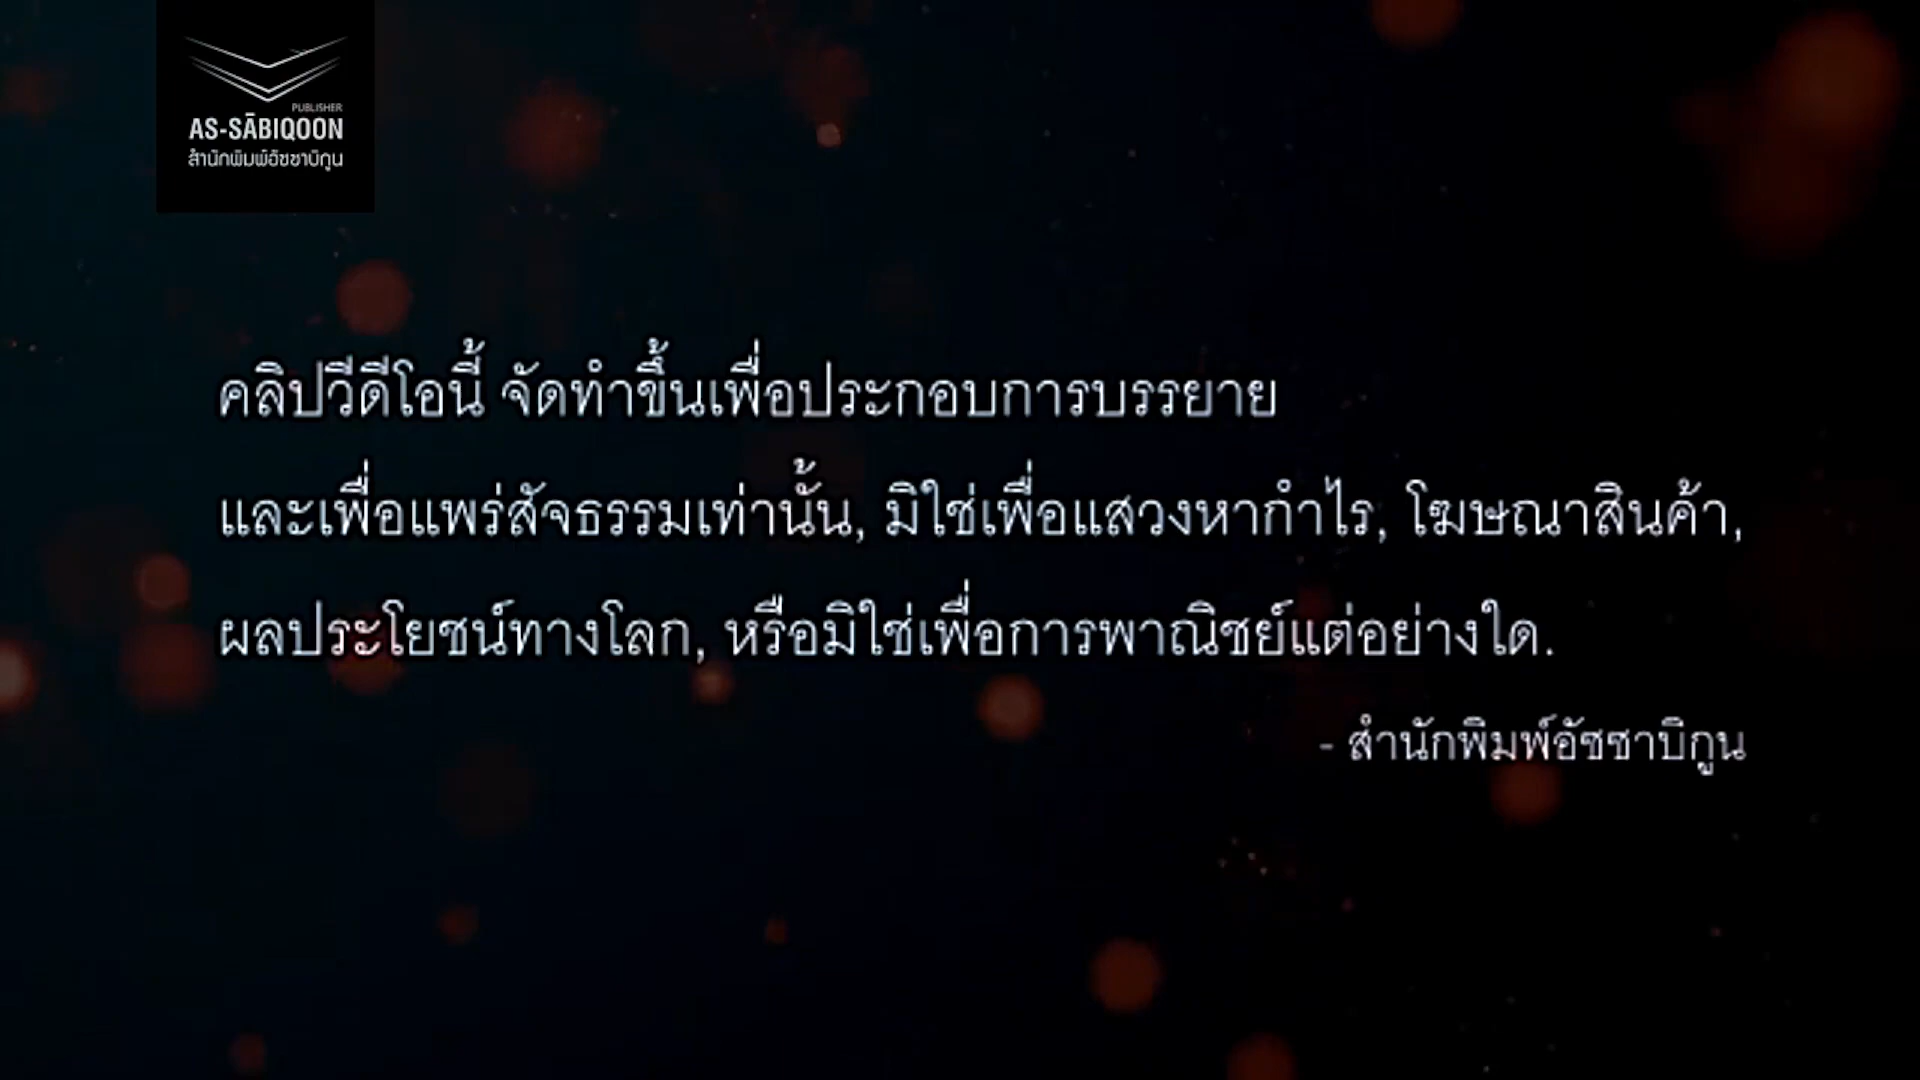 PUBLISHER
AS-SĀBIQOON
สำนักพิมพ์อัซซาบิกูน
คลิปวีดีโอนี้ จัดทำขึ้นเพื่อประกอบการบรรยาย
และเพื่อแพร่สัจธรรมเท่านั้น, มิใช่เพื่อแสวงหากำไร, โฆษณาสินค้า,
ผลประโยชน์ทางโลก, หรือมิใช่เพื่อการพาณิชย์แต่อย่างใด.
- สำนักพิมพ์อัซซาบิกูน